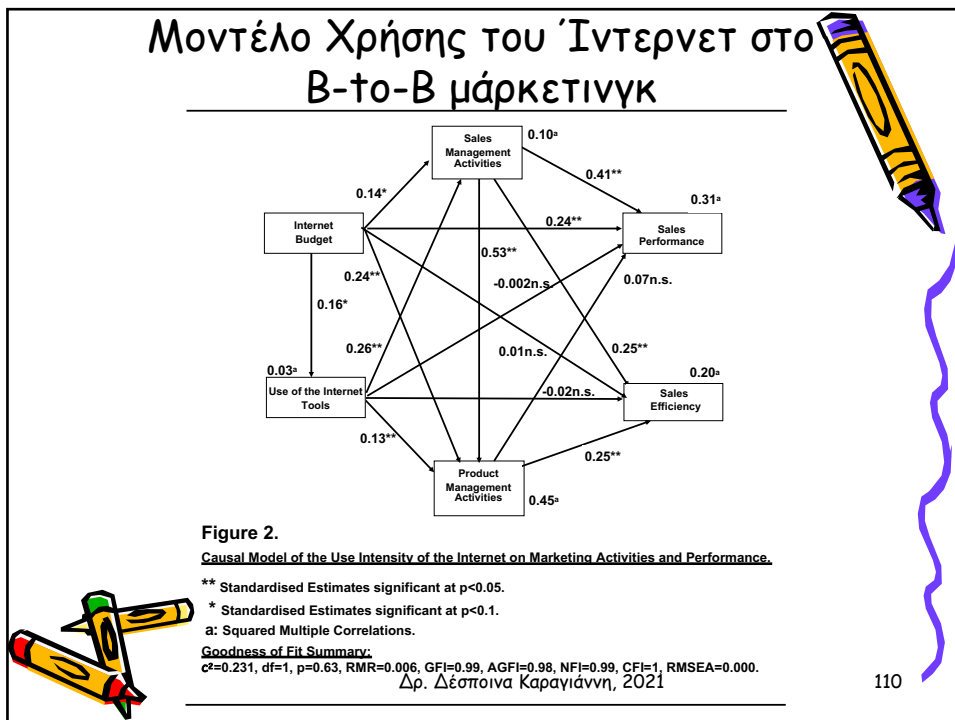 Μοντέλο Χρήσης του Ίντερνετ στο
B-to-B μάρκετινγκ
Sales
Management
Activities
0.10ᵃ
0.41**
0.14*
0.31ᵃ
Internet
Budget
0.24**
Sales
Performance
0.53**
0.24**
-0.002n.s.
0.07n.s.
0.16*
0.26**
0.01n.s.
0.25**
0.03ᵃ
0.20ᵃ
Use of the Internet
Tools
-0.02n.s.
Sales
Efficiency
0.13**
0.25**
Product
Management
Activities
0.45ᵃ
Figure 2.
Causal Model of the Use Intensity of the Internet on Marketing Activities and Performance.
** Standardised Estimates significant at p<0.05.
* Standardised Estimates significant at p<0.1.
a: Squared Multiple Correlations.
Goodness of Fit Summary:
c²=0.231, df=1, p=0.63, RMR=0.006, GFI=0.99, AGFI=0.98, NFI=0.99, CFI=1, RMSEA=0.000.
Δρ. Δέσποινα Καραγιάννη, 2021
110